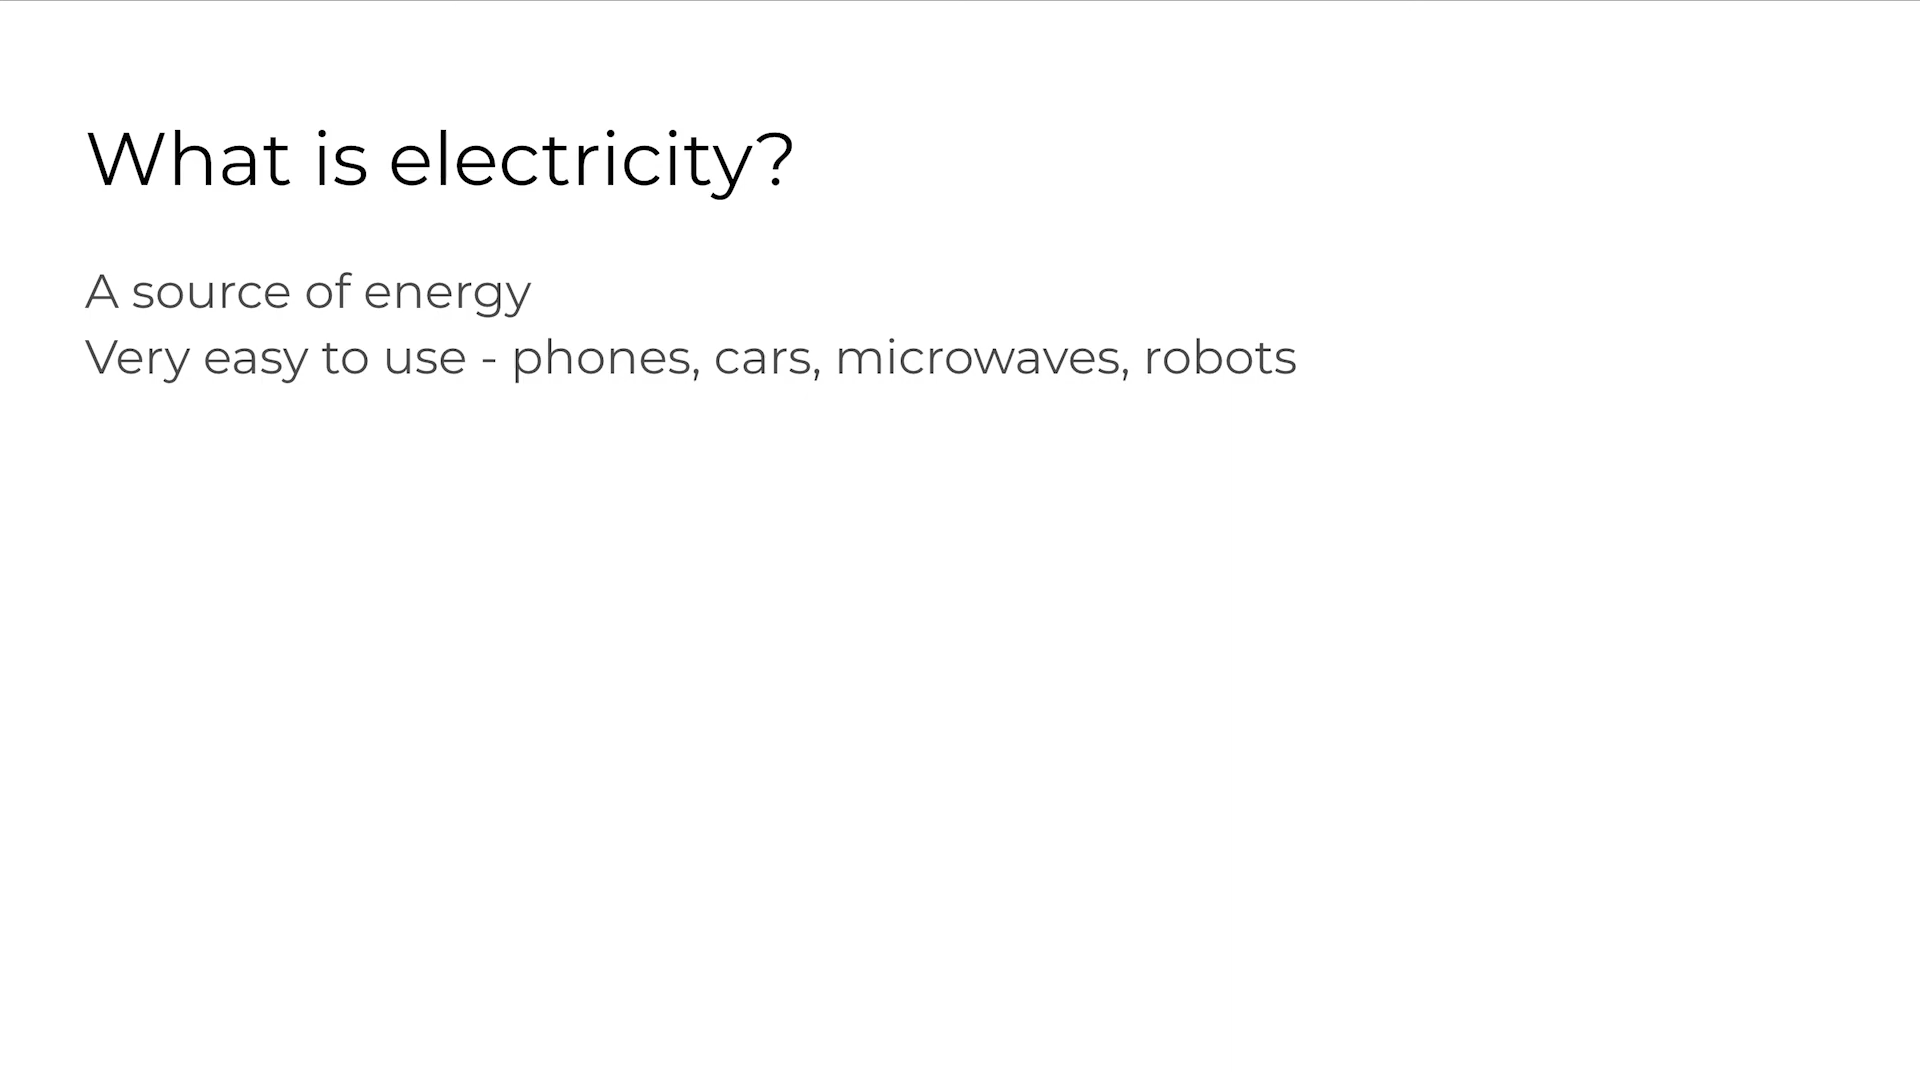 What is electricity?
A source of energy
Very easy to use - phones, cars, microwaves, robots